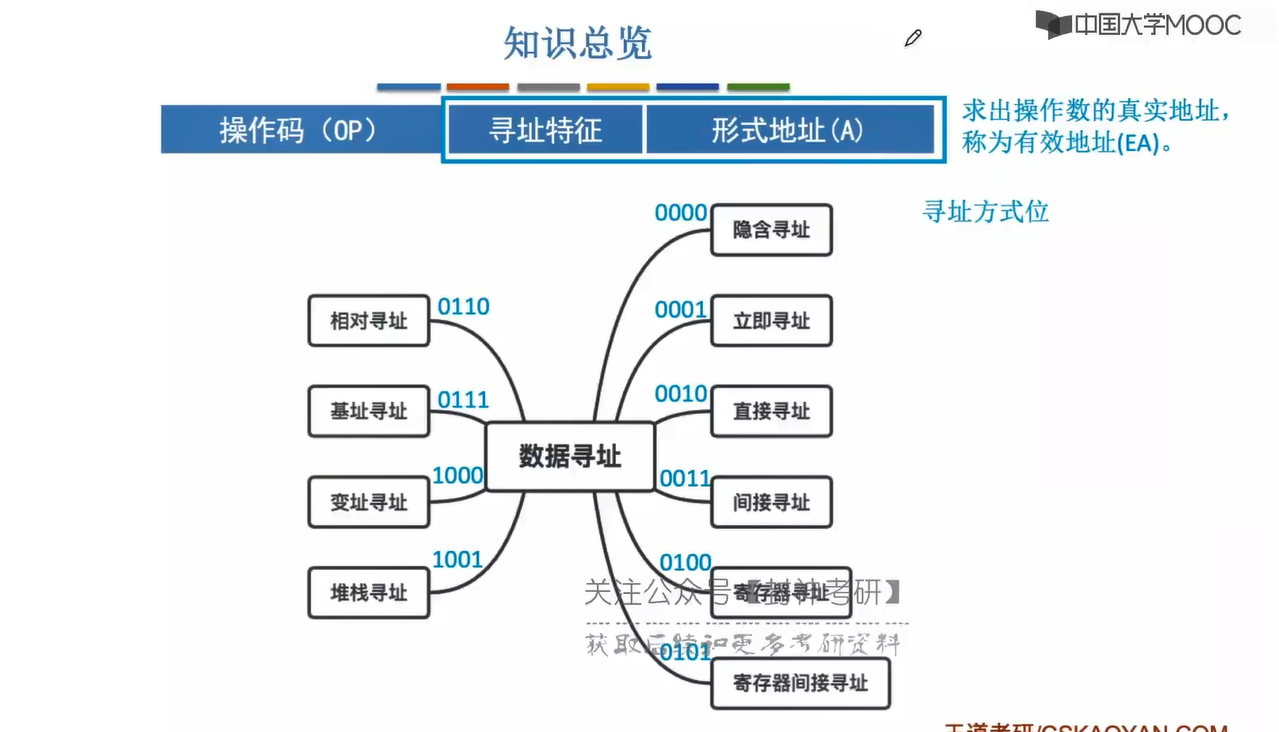 中国大学MOOC
知识总览
操作码（OP） 寻址特征 形式地址(A)
求出操作数的真实地址，
称为有效地址(EA)。
寻址方式位
0000 隐含寻址
0001 立即寻址
0010 直接寻址
0011 间接寻址
0100 寄存器寻址
0101 寄存器间接寻址
数据寻址
0110 相对寻址
0111 基址寻址
1000 变址寻址
1001 堆栈寻址
关注公众号【封神考研】
获取后续和更多考研资料
王道考研/CSKAOYAN.COM